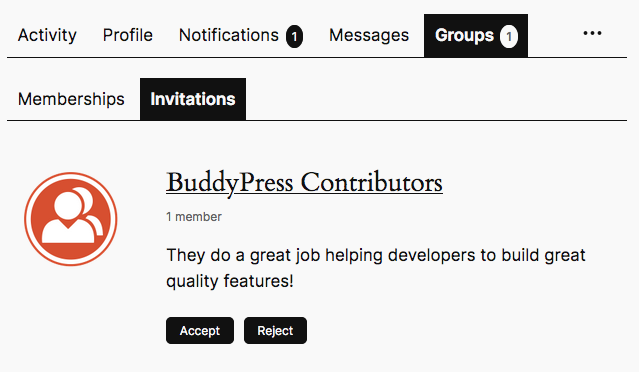 Activity Profile Notifications 1 Messages Groups 1 ...
Memberships Invitations
BuddyPress Contributors
1 member
They do a great job helping developers to build great
quality features!
Accept Reject